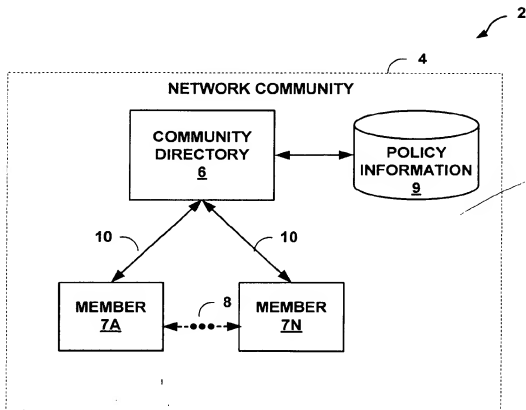 2
4
NETWORK COMMUNITY
COMMUNITY
DIRECTORY
6
POLICY
INFORMATION
9
10
10
MEMBER
7A
8
MEMBER
7N